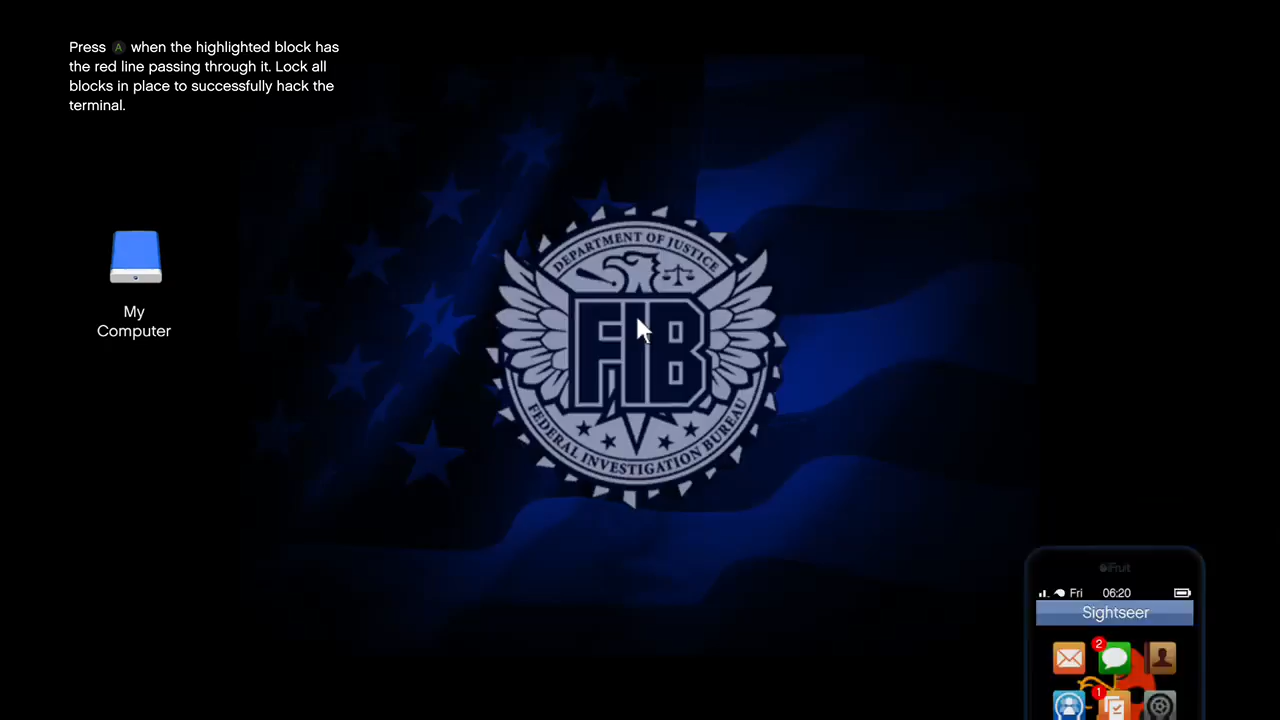 Press A when the highlighted block has
the red line passing through it. Lock all
blocks in place to successfully hack the
terminal.
DEPARTMENT OF JUSTICE
FIB
FEDERAL INVESTIGATION BUREAU
My
Computer
iFruit
Fri 06:20
Sightseer
2
1